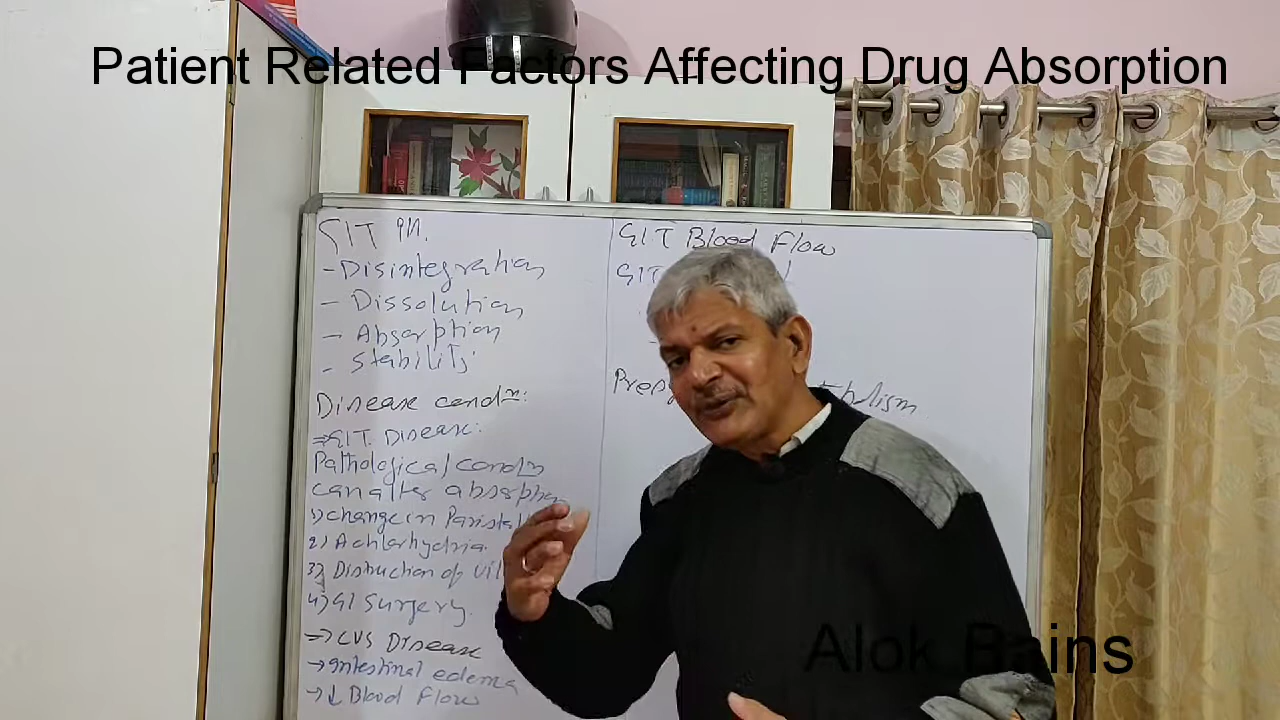 Patient Related Factors Affecting Drug Absorption
GIT pH.
- Disintegration
- Dissolution
- Absorption
- Stability
Disease condn:
⇒ GIT Disease:
Pathological condn
can alter absorption
1) Change in
2) Achlorhydria
3) Distruction of
4) GI Surgery.
⇒ CVS Disease
→ Intestinal edema
→ ↓ Blood Flow
GIT Blood Flow
GIT
Alok Bains